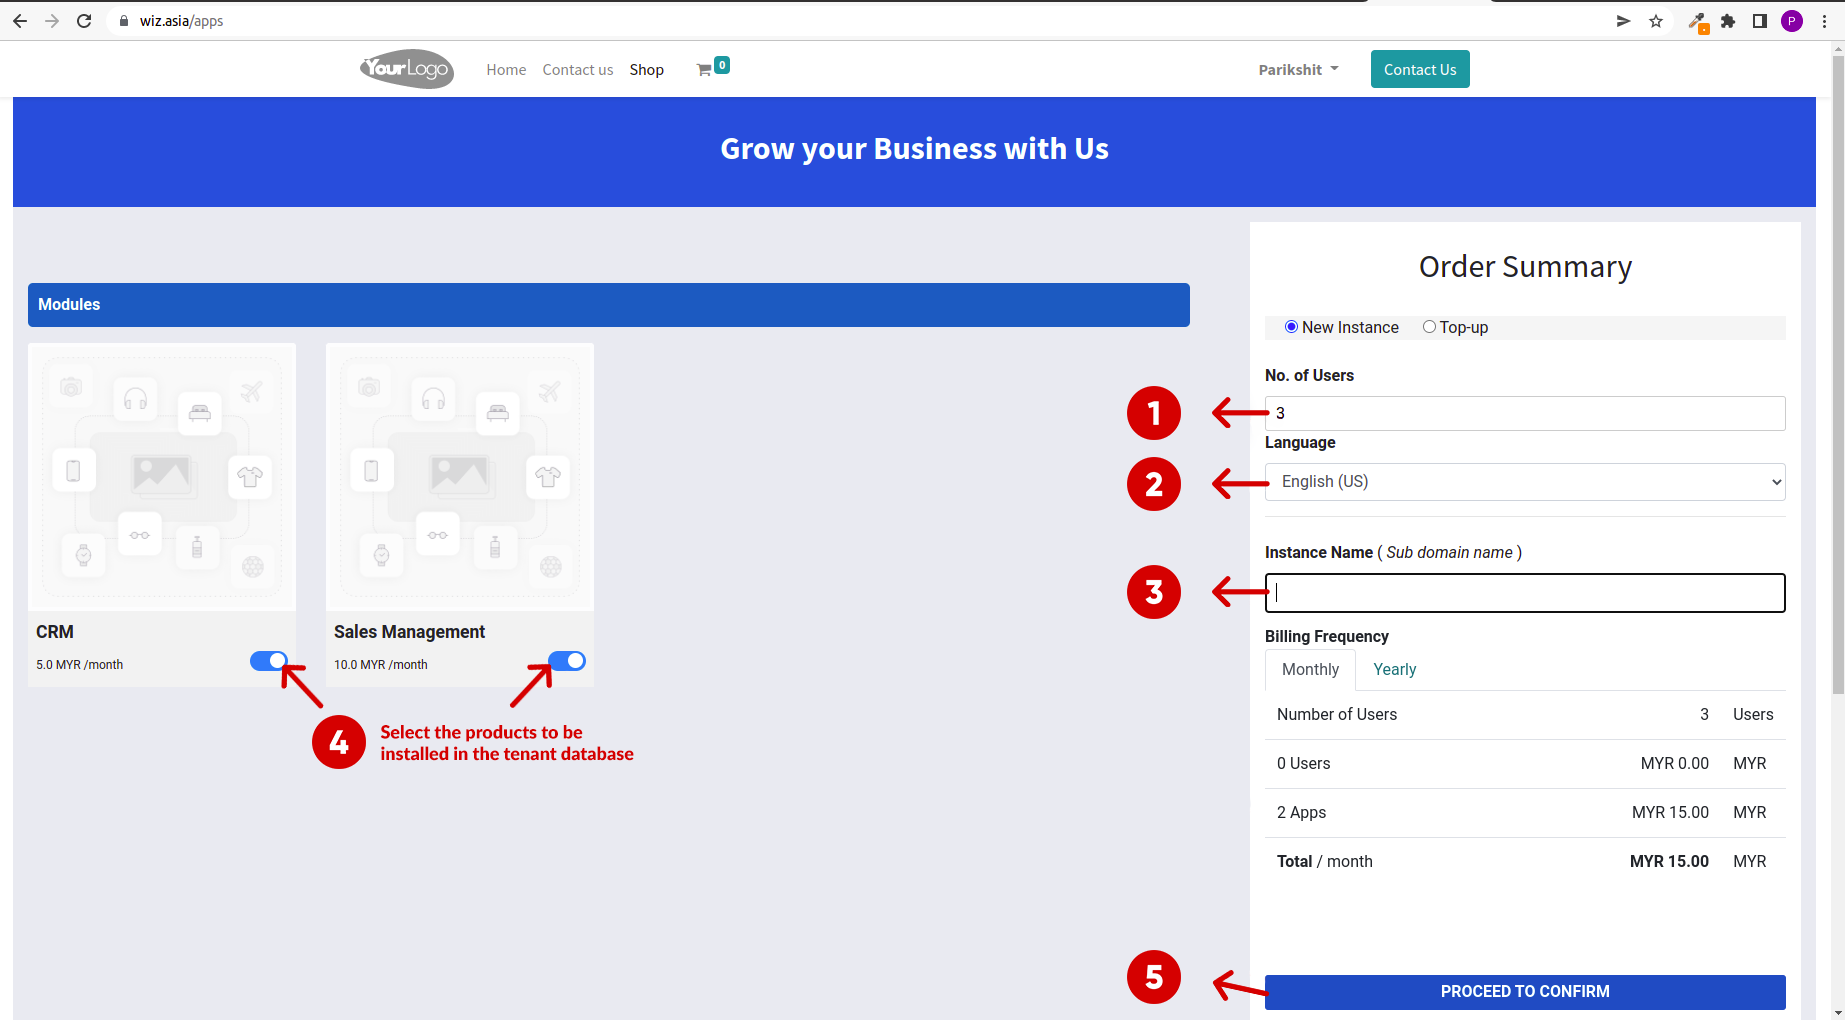 wiz.asia/apps
P
YourLogo
Home
Contact us
Shop
0
Parikshit
Contact Us
Grow your Business with Us
Modules
CRM
5.0 MYR /month
Sales Management
10.0 MYR /month
4
Select the products to be
installed in the tenant database
Order Summary
New Instance
Top-up
No. of Users
1
3
Language
2
English (US)
Instance Name ( Sub domain name )
3
Billing Frequency
Monthly
Yearly
Number of Users 3 Users
0 Users MYR 0.00 MYR
2 Apps MYR 15.00 MYR
Total / month MYR 15.00 MYR
5
PROCEED TO CONFIRM